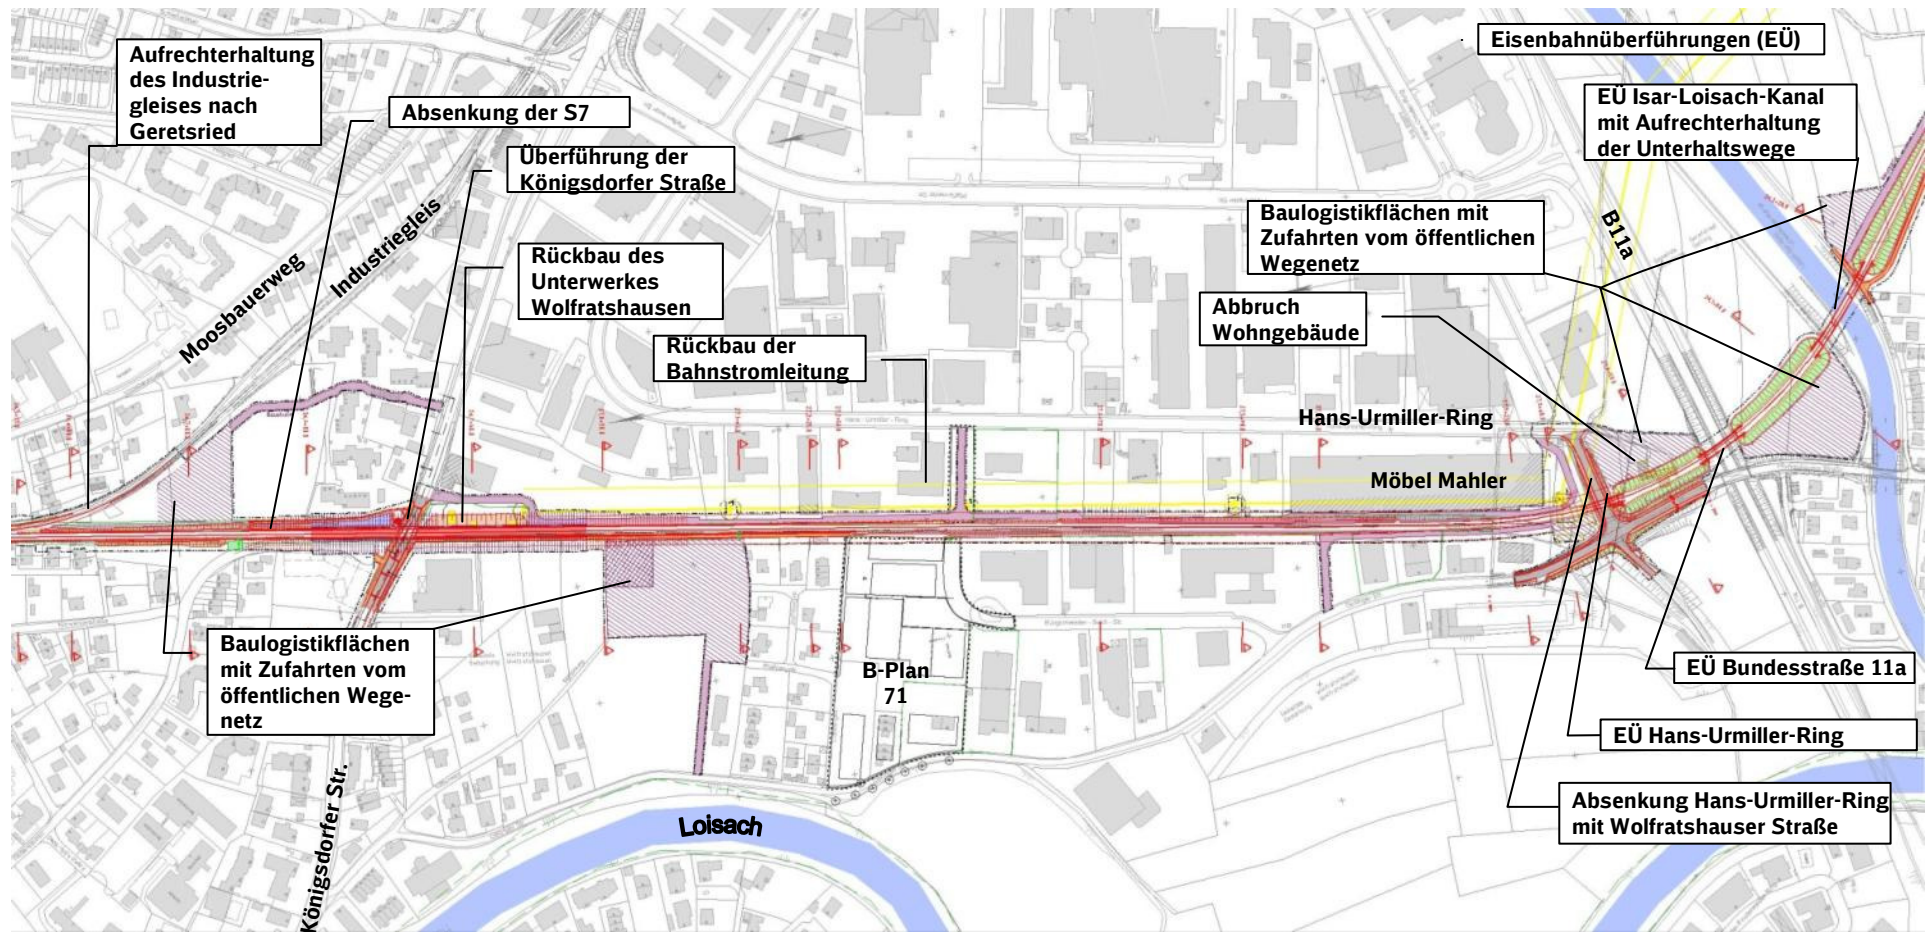 Aufrechterhaltung
des Industrie-
gleises nach
Geretsried
Absenkung der S7
Überführung der
Königsdorfer Straße
Rückbau des
Unterwerkes
Wolfratshausen
Rückbau der
Bahnstromleitung
Moosbauerweg
Industriegleis
Eisenbahnüberführungen (EÜ)
EÜ Isar-Loisach-Kanal
mit Aufrechterhaltung
der Unterhaltswege
Baulogistikflächen mit
Zufahrten vom öffentlichen
Wegenetz
B11a
Abbruch
Wohngebäude
Hans-Urmiller-Ring
Möbel Mahler
Baulogistikflächen
mit Zufahrten vom
öffentlichen Wege-
netz
B-Plan
71
EÜ Bundesstraße 11a
EÜ Hans-Urmiller-Ring
Absenkung Hans-Urmiller-Ring
mit Wolfratshauser Straße
Königsdorfer Str.
Loisach